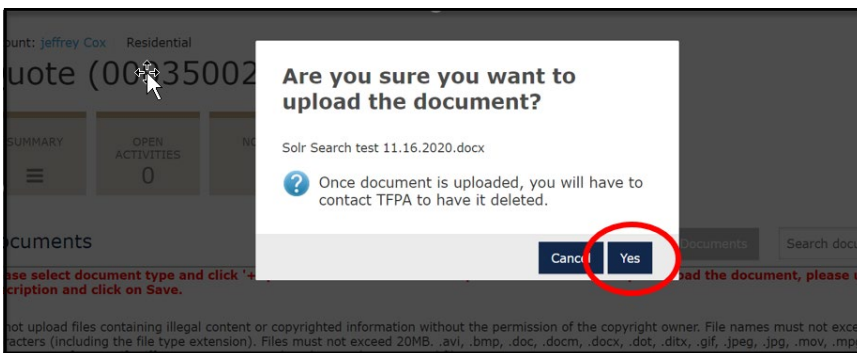 ount: jeffrey Cox Residential
uote (00035002
Are you sure you want to
upload the document?
SUMMARY
OPEN
ACTIVITIES
0
NO
Solr Search test 11.16.2020.docx
Once document is uploaded, you will have to
contact TFPA to have it deleted.
Cancel Yes
ocuments
Documents
Search docu
ase select document type and click '+
oad the document, please u
cription and click on Save.
not upload files containing illegal content or copyrighted information without the permission of the copyright owner. File names must not exce
racters (including the file type extension). Files must not exceed 20MB. .avi, .bmp, .doc, .docm, .docx, .dot, .ditx, .gif, .jpeg, .jpg, .mov, .mp